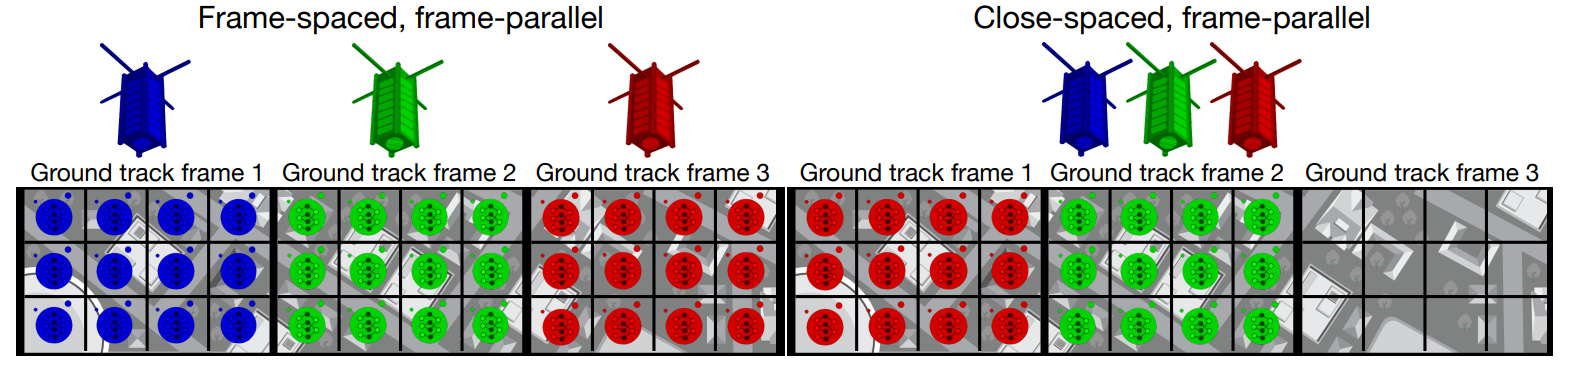 Frame-spaced, frame-parallel
Close-spaced, frame-parallel
Ground track frame 1
Ground track frame 2
Ground track frame 3
Ground track frame 1
Ground track frame 2
Ground track frame 3